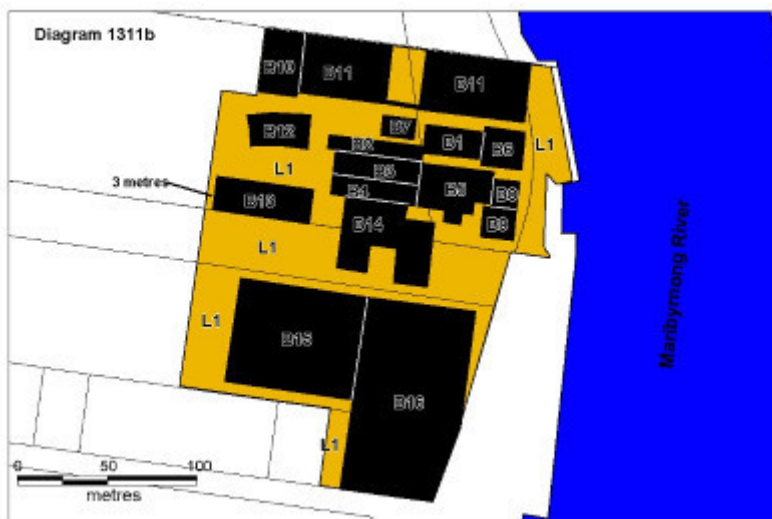 Diagram 1311b
B10
B11
B11
B7
B12
B2
B1
B6
L1
L1
B3
3 metres
B4
B5
B8
B13
B14
B9
L1
L1
B15
B16
L1
Maribyrnong River
0 50 100
metres